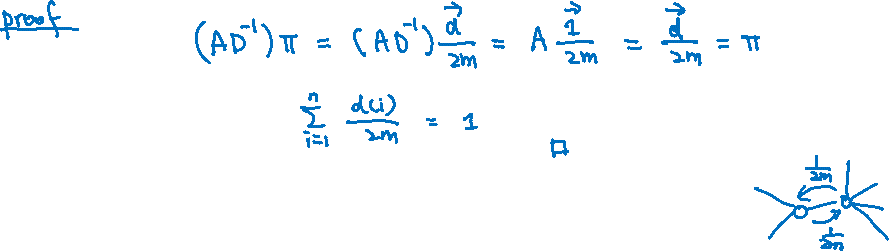 proof
(AD⁻¹)π = (AD⁻¹) d⃗/2m = A 1⃗/2m = d⃗/2m = π
∑ᵢ₌₁ⁿ d(i)/2m = 1
□
1/2m
1/2m